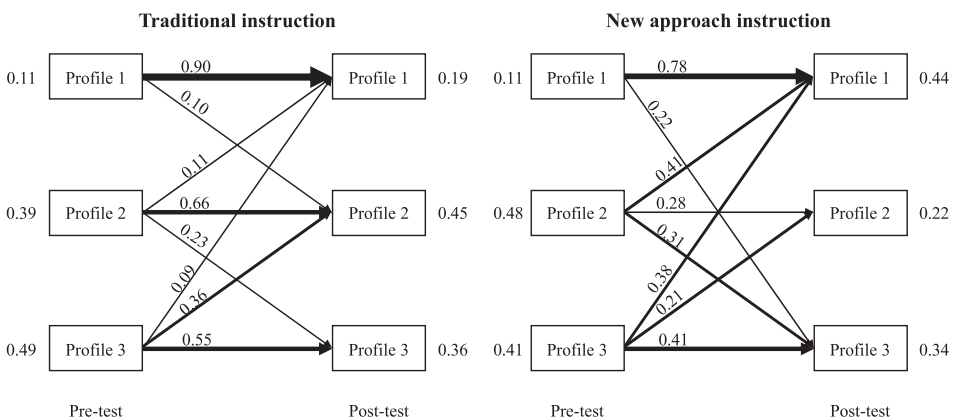 Traditional instruction
New approach instruction
0.11 Profile 1 0.90 Profile 1 0.19
0.10
0.11
0.39 Profile 2 0.66 Profile 2 0.45
0.23
0.09
0.36
0.49 Profile 3 0.55 Profile 3 0.36
Pre-test Post-test
0.11 Profile 1 0.78 Profile 1 0.44
0.22
0.41
0.48 Profile 2 0.28 Profile 2 0.22
0.31
0.38
0.21
0.41 Profile 3 0.41 Profile 3 0.34
Pre-test Post-test